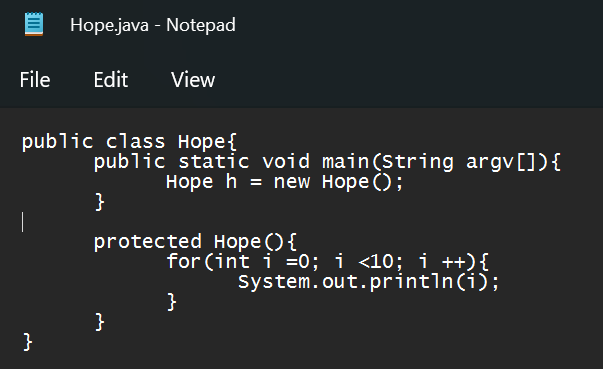 Hope.java - Notepad
File Edit View
public class Hope{
public static void main(String argv[]){
Hope h = new Hope();
}
protected Hope(){
for(int i =0; i <10; i ++){
System.out.println(i);
}
}
}